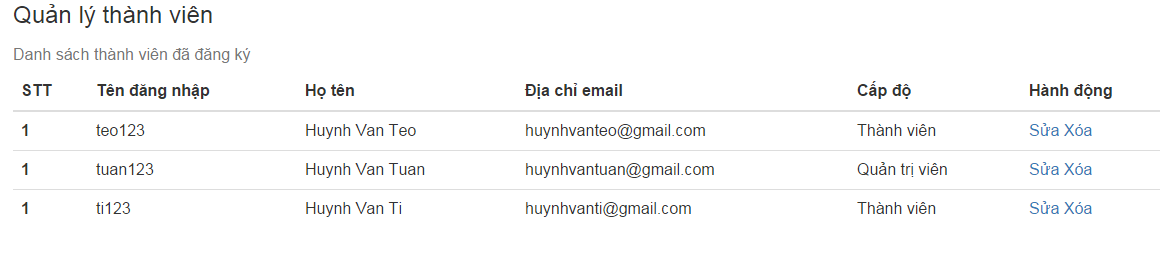 Quản lý thành viên
Danh sách thành viên đã đăng ký
STT Tên đăng nhập Họ tên Địa chỉ email Cấp độ Hành động
1 teo123 Huynh Van Teo huynhvanteo@gmail.com Thành viên Sửa Xóa
1 tuan123 Huynh Van Tuan huynhvantuan@gmail.com Quản trị viên Sửa Xóa
1 ti123 Huynh Van Ti huynhvanti@gmail.com Thành viên Sửa Xóa